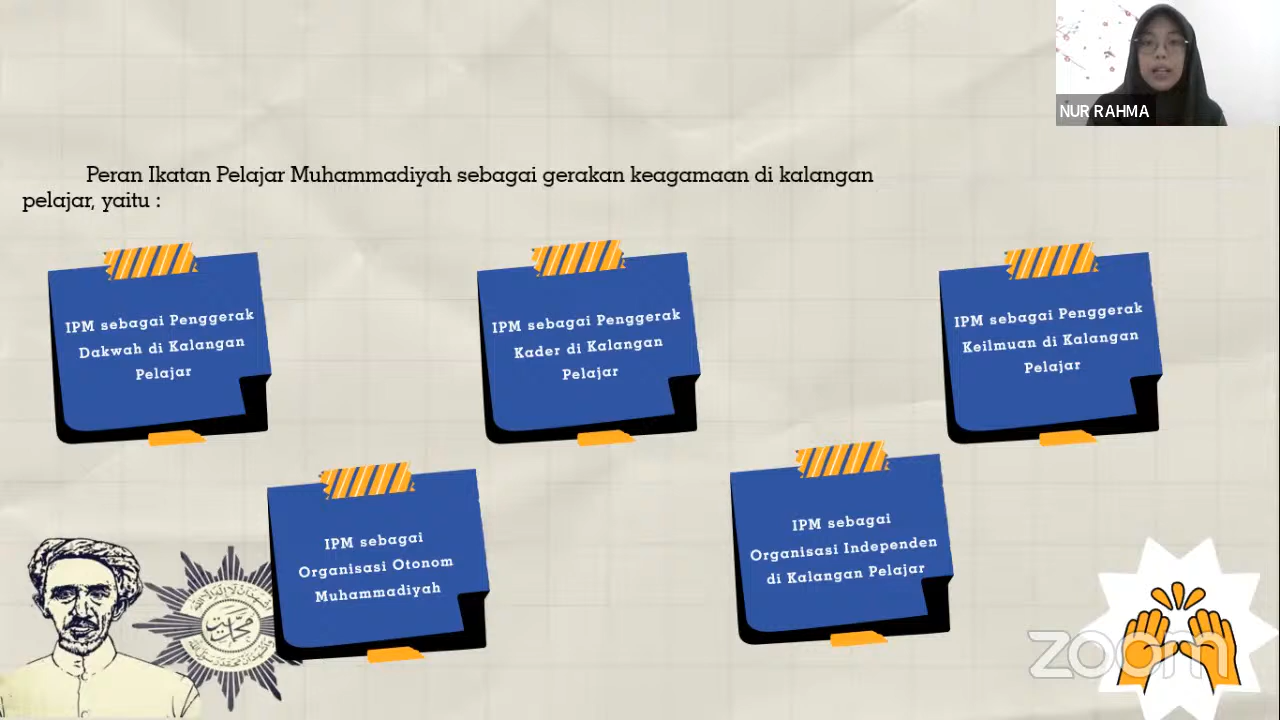 NUR RAHMA
Peran Ikatan Pelajar Muhammadiyah sebagai gerakan keagamaan di kalangan
pelajar, yaitu :
IPM sebagai Penggerak
Dakwah di Kalangan
Pelajar
IPM sebagai Penggerak
Kader di Kalangan
Pelajar
IPM sebagai Penggerak
Keilmuan di Kalangan
Pelajar
IPM sebagai
Organisasi Otonom
Muhammadiyah
IPM sebagai
Organisasi Independen
di Kalangan Pelajar
zoom